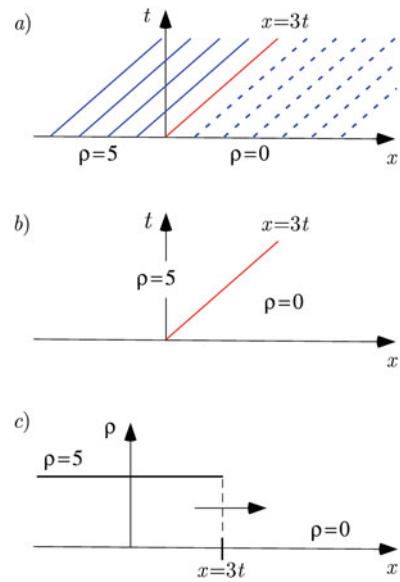 a) t x=3t
ρ=5 ρ=0 x
b) t x=3t
ρ=5
ρ=0
x
c) ρ
ρ=5
ρ=0
x=3t x